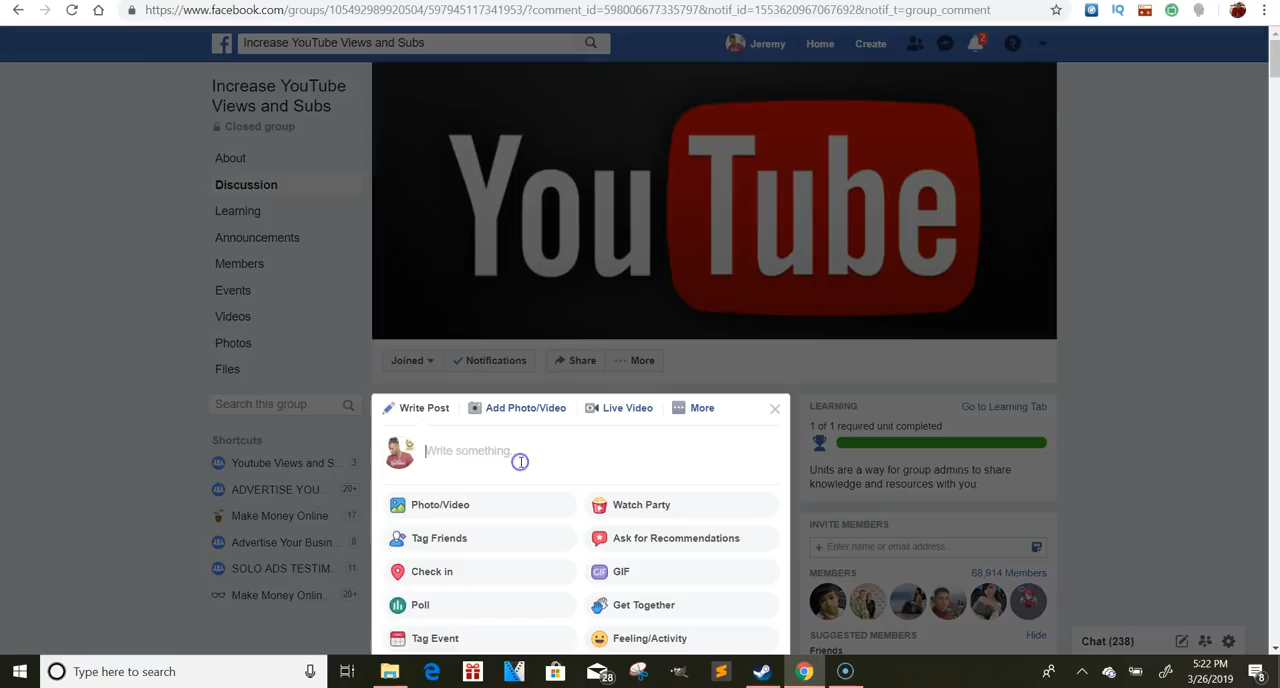 https://www.facebook.com/groups/105492989920504/597945117341953/?comment_id=598006677335797&notif_id=1553620967067692&notif_t=group_comment
IQ
Increase YouTube Views and Subs
Jeremy
Home
Create
2
Increase YouTube
Views and Subs
Closed group
About
Discussion
Learning
Announcements
Members
Events
Videos
Photos
Files
Search this group
Shortcuts
Youtube Views and S... 3
ADVERTISE YOU... 20+
Make Money Online 17
Advertise Your Busin... 8
SOLO ADS TESTIM... 11
Make Money Onlin... 20+
YouTube
Joined
Notifications
Share
More
Write Post
Add Photo/Video
Live Video
More
Write something...
Photo/Video
Watch Party
Tag Friends
Ask for Recommendations
Check in
GIF
GIF
Poll
Get Together
Tag Event
Feeling/Activity
LEARNING
Go to Learning Tab
1 of 1 required unit completed
Units are a way for group admins to share
knowledge and resources with you.
INVITE MEMBERS
+ Enter name or email address...
MEMBERS
68,914 Members
SUGGESTED MEMBERS
Hide
Friends
Chat (238)
Type here to search
28
5:22 PM
3/26/2019
8